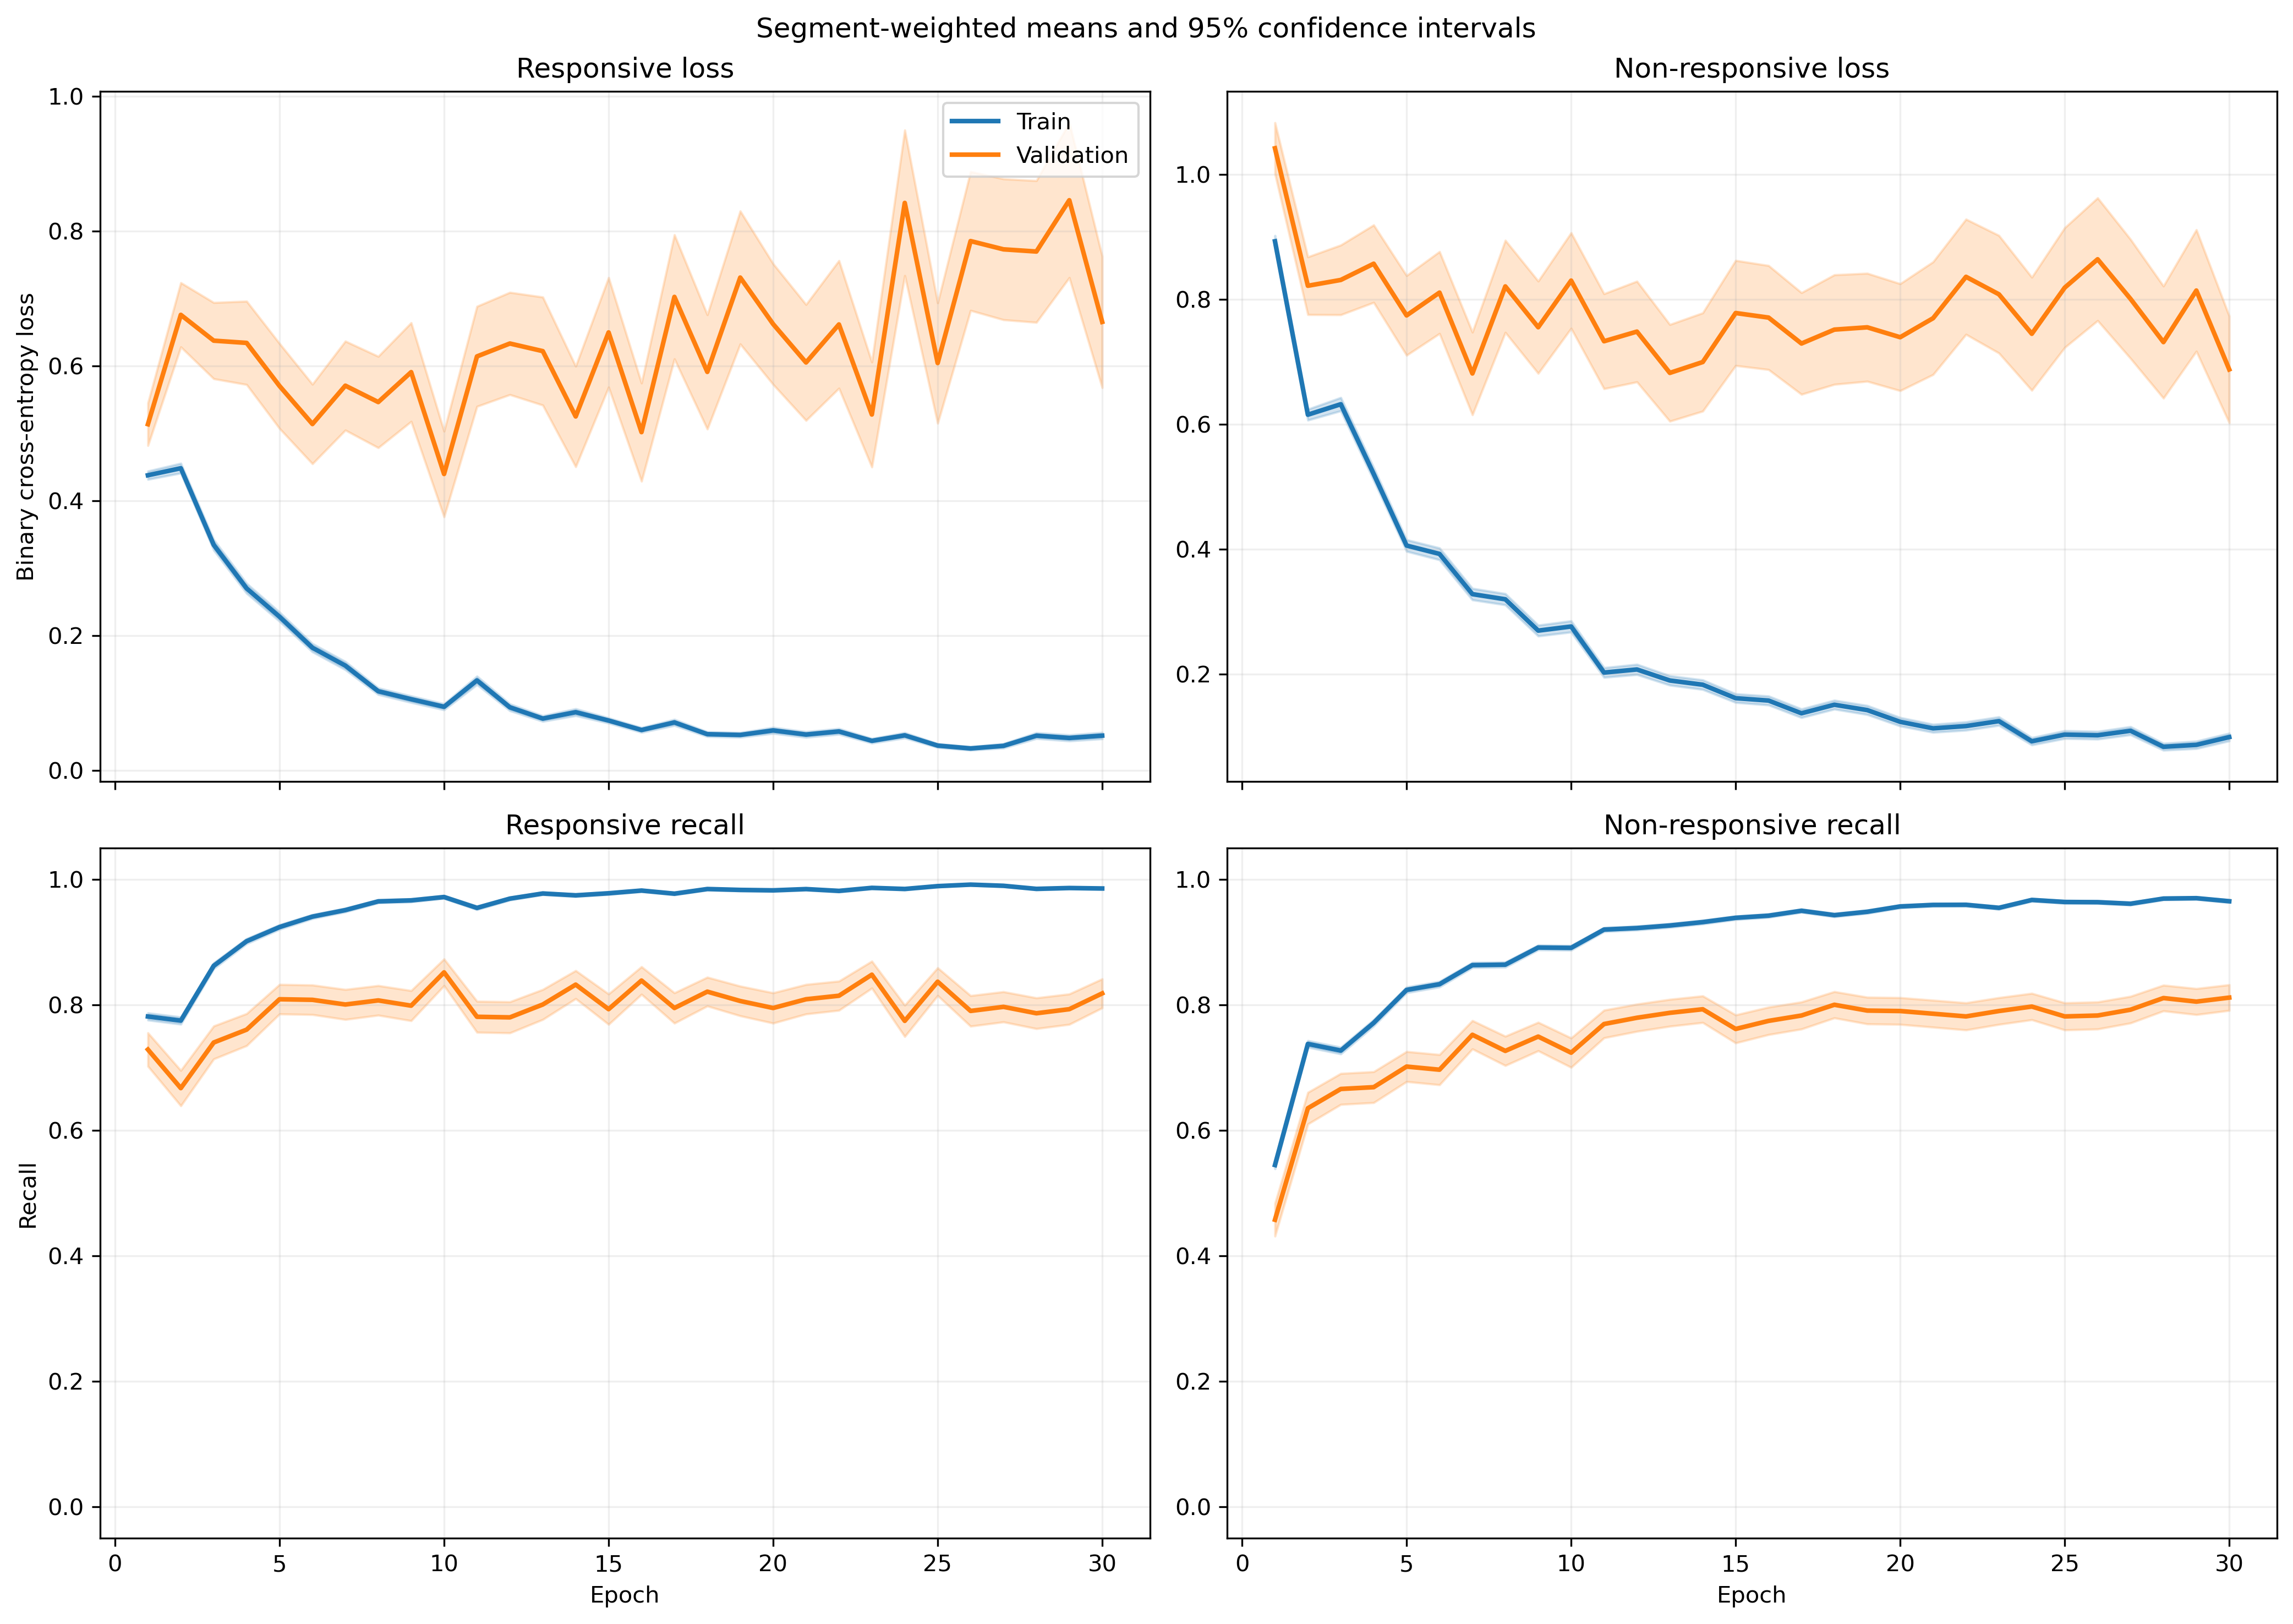 Segment-weighted means and 95% confidence intervals
Responsive loss
Non-responsive loss
Train
Validation
Binary cross-entropy loss
1.0
0.8
0.6
0.4
0.2
0.0
1.0
0.8
0.6
0.4
0.2
Responsive recall
Non-responsive recall
Recall
1.0
0.8
0.6
0.4
0.2
0.0
0 5 10 15 20 25 30
Epoch
1.0
0.8
0.6
0.4
0.2
0.0
0 5 10 15 20 25 30
Epoch